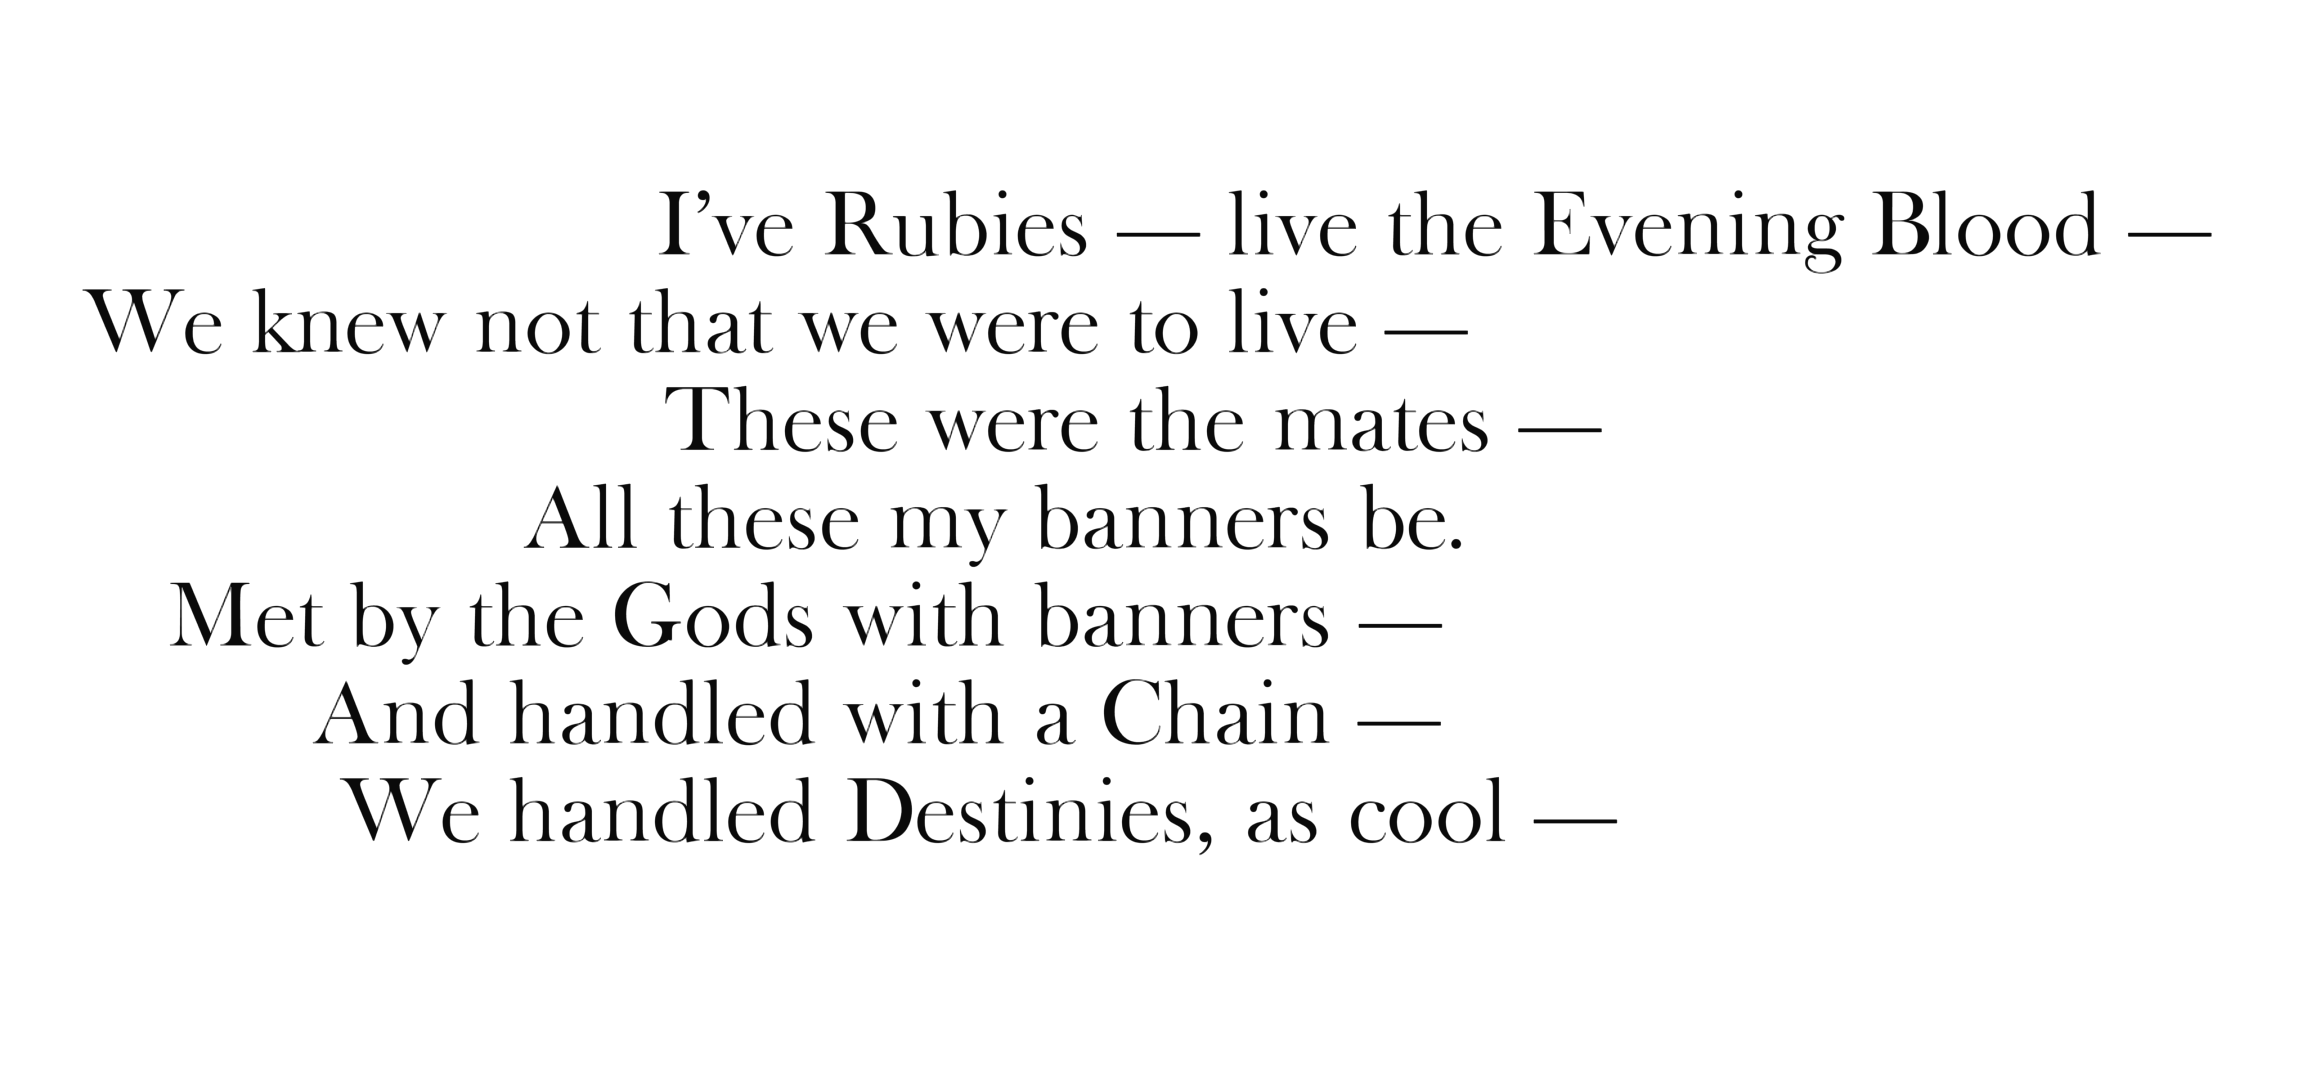 I’ve Rubies — live the Evening Blood —
We knew not that we were to live —
These were the mates —
All these my banners be.
Met by the Gods with banners —
And handled with a Chain —
We handled Destinies, as cool —